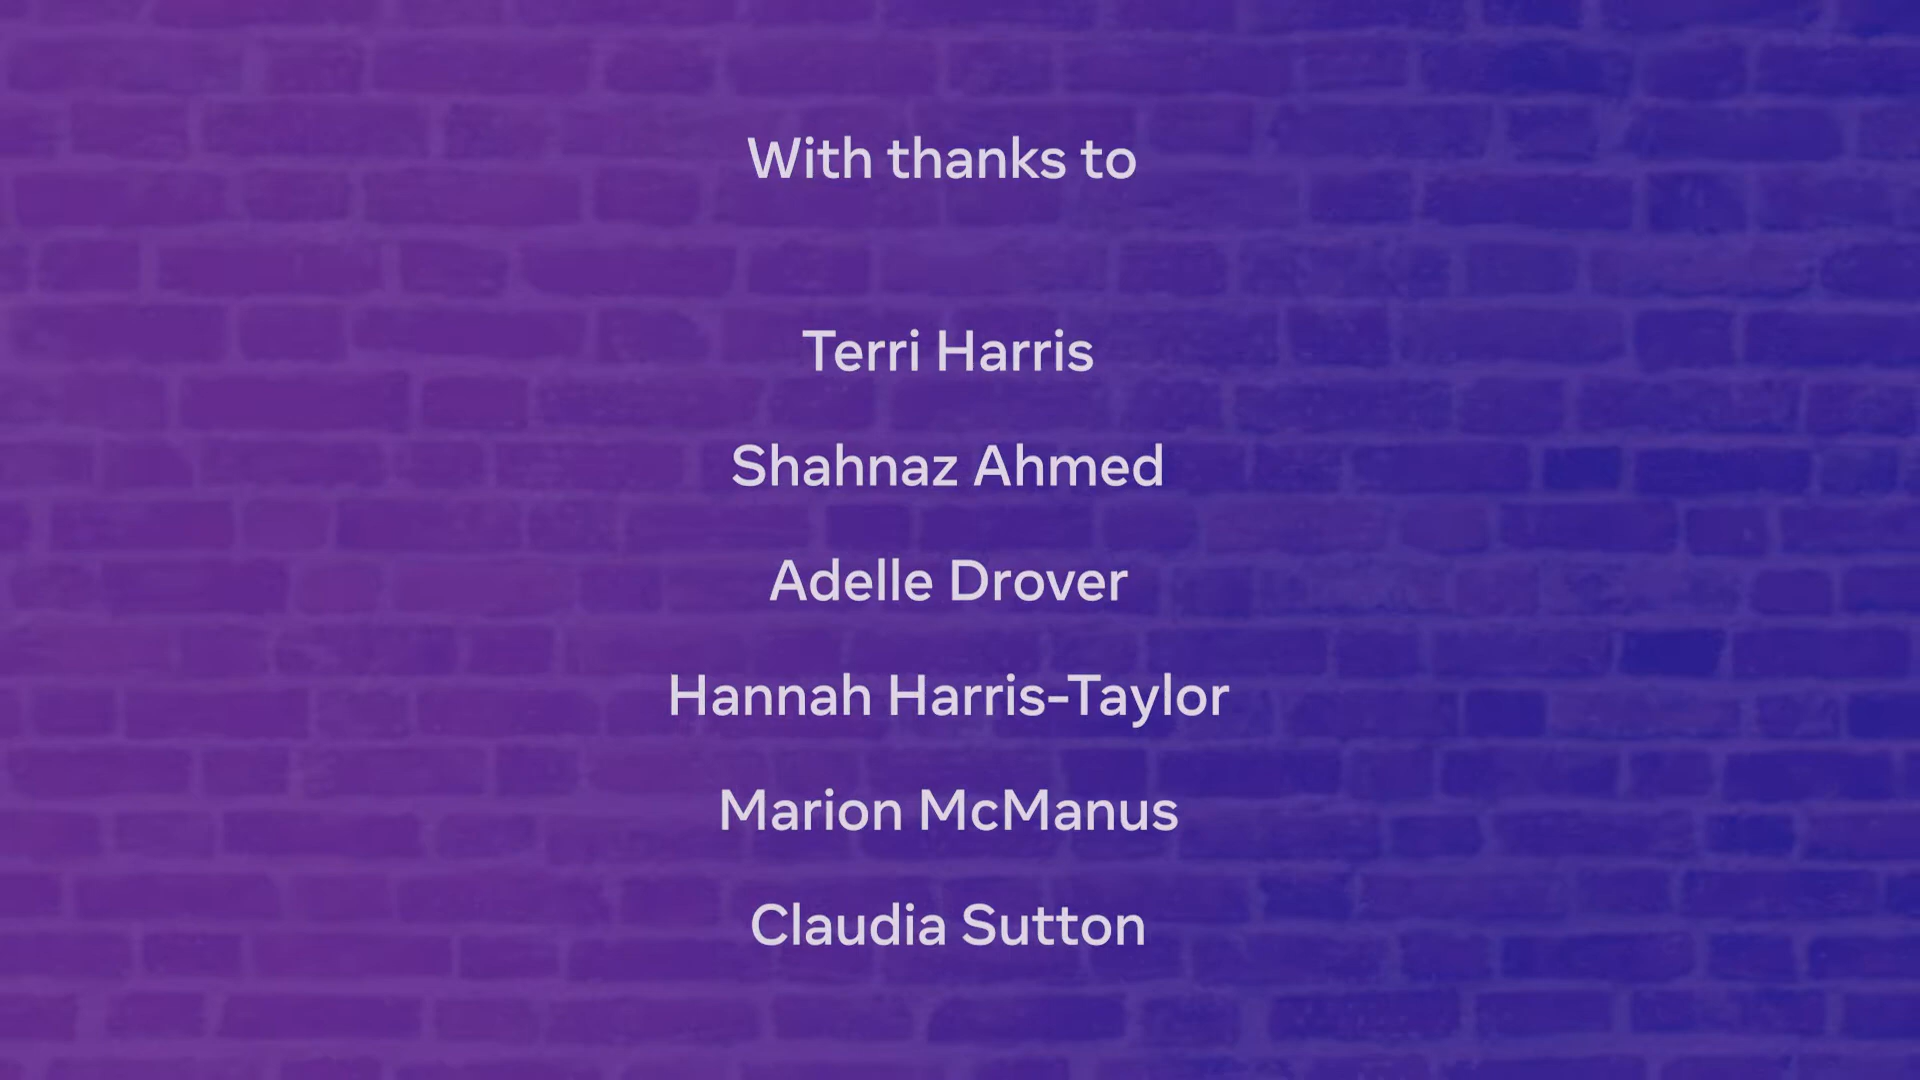 With thanks to
Terri Harris
Shahnaz Ahmed
Adelle Drover
Hannah Harris-Taylor
Marion McManus
Claudia Sutton